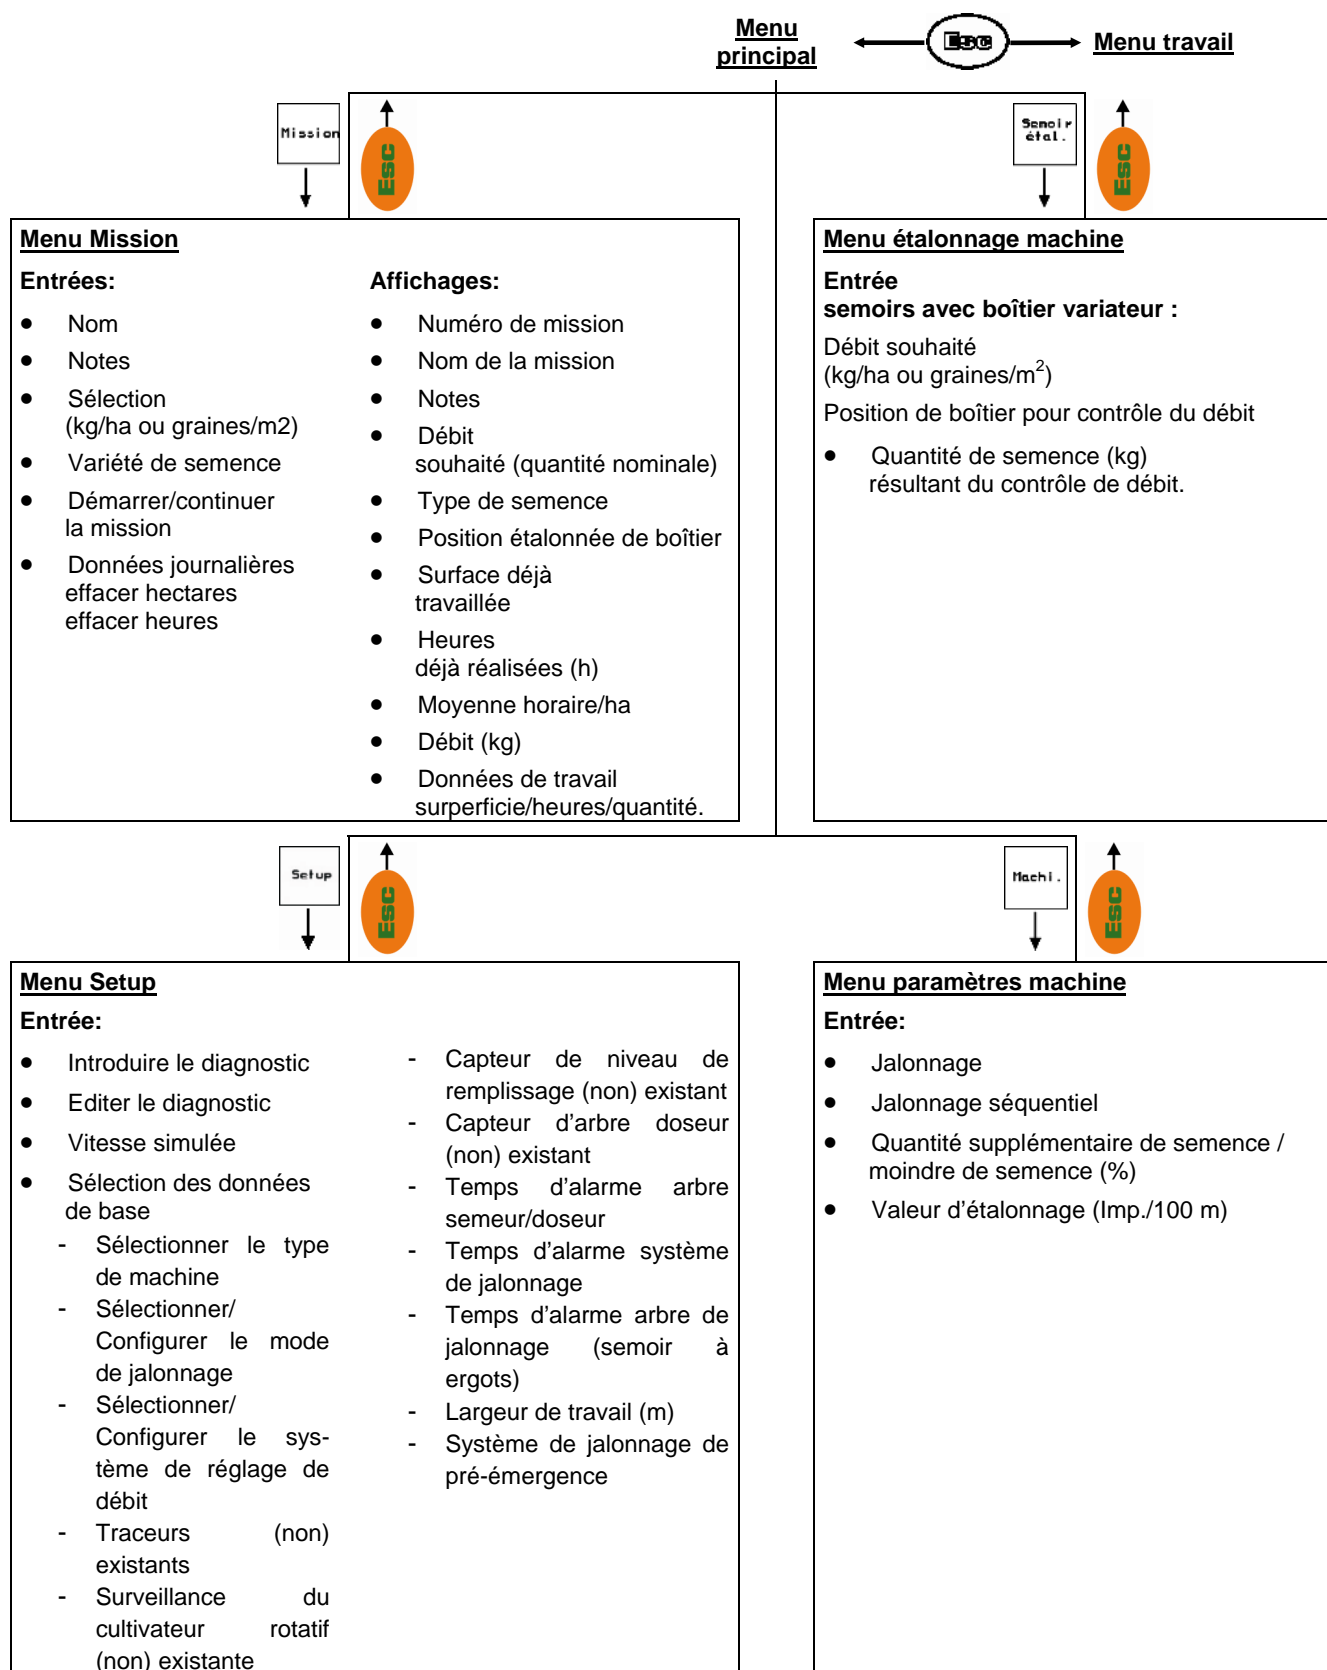 Menu
principal
Esc
Menu travail
Mission
Esc
Semoir
étal.
Esc
Menu Mission
Entrées:
• Nom
• Notes
• Sélection
(kg/ha ou graines/m2)
• Variété de semence
• Démarrer/continuer
la mission
• Données journalières
effacer hectares
effacer heures
Affichages:
• Numéro de mission
• Nom de la mission
• Notes
• Débit
souhaité (quantité nominale)
• Type de semence
• Position étalonnée de boîtier
• Surface déjà
travaillée
• Heures
déjà réalisées (h)
• Moyenne horaire/ha
• Débit (kg)
• Données de travail
surperficie/heures/quantité.
Menu étalonnage machine
Entrée
semoirs avec boîtier variateur :
Débit souhaité
(kg/ha ou graines/m²)
Position de boîtier pour contrôle du débit
• Quantité de semence (kg)
résultant du contrôle de débit.
Setup
Esc
Machi.
Esc
Menu Setup
Entrée:
• Introduire le diagnostic
• Editer le diagnostic
• Vitesse simulée
• Sélection des données
de base
- Sélectionner le type
de machine
- Sélectionner/
Configurer le mode
de jalonnage
- Sélectionner/
Configurer le sys-
tème de réglage de
débit
- Traceurs (non)
existants
- Surveillance du
cultivateur rotatif
(non) existante
- Capteur de niveau de
remplissage (non) existant
- Capteur d'arbre doseur
(non) existant
- Temps d'alarme arbre
semeur/doseur
- Temps d'alarme système
de jalonnage
- Temps d'alarme arbre de
jalonnage (semoir à
ergots)
- Largeur de travail (m)
- Système de jalonnage de
pré-émergence
Menu paramètres machine
Entrée:
• Jalonnage
• Jalonnage séquentiel
• Quantité supplémentaire de semence /
moindre de semence (%)
• Valeur d'étalonnage (Imp./100 m)